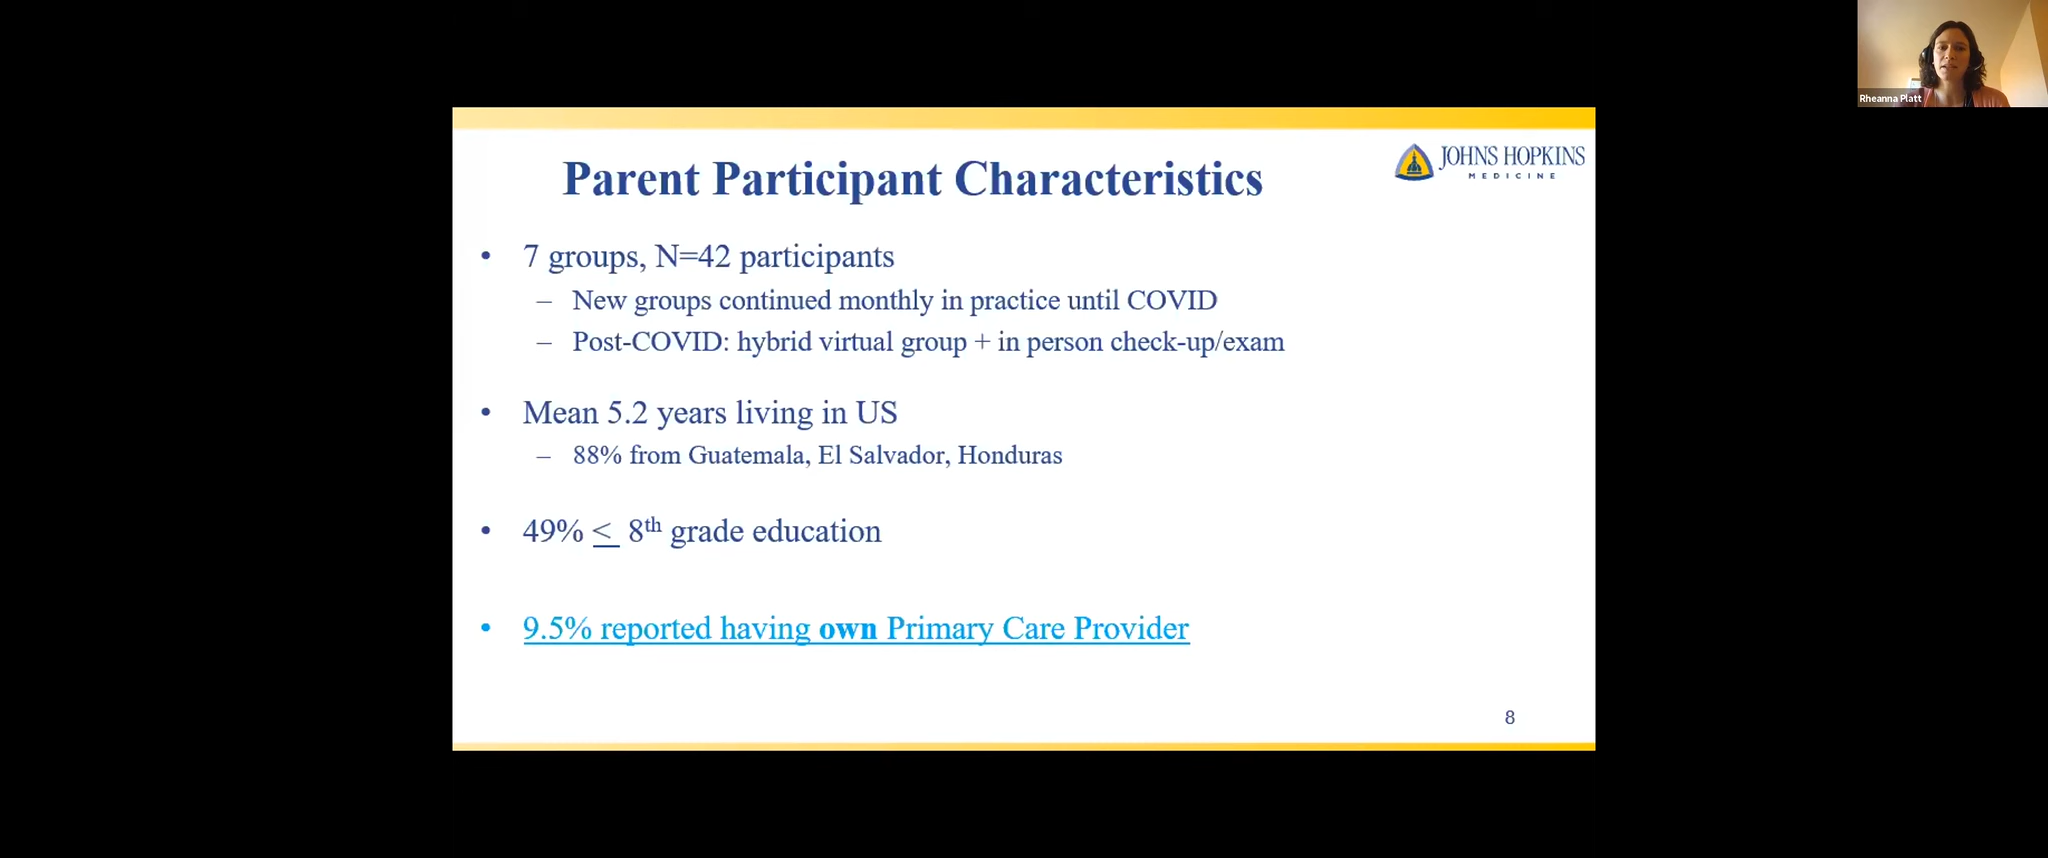 Rheanna Platt
Parent Participant Characteristics
JOHNS HOPKINS
MEDICINE
• 7 groups, N=42 participants
– New groups continued monthly in practice until COVID
– Post-COVID: hybrid virtual group + in person check-up/exam
• Mean 5.2 years living in US
– 88% from Guatemala, El Salvador, Honduras
• 49% < 8th grade education
• 9.5% reported having own Primary Care Provider
8